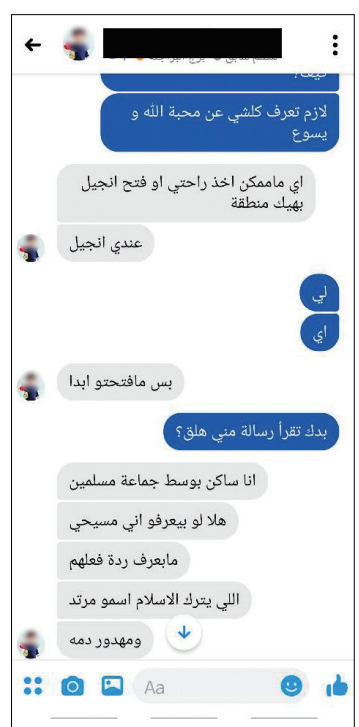 كيف؟
لازم تعرف كلشي عن محبة الله و
يسوع
اي ماممكن اخذ راحتي او فتح انجيل
بهيك منطقة
عندي انجيل
لي
اي
بس مافتحتو ابدا
بدك تقرأ رسالة مني هلق؟
انا ساكن بوسط جماعة مسلمين
هلا لو بيعرفو اني مسيحي
مابعرف ردة فعلهم
اللي يترك الاسلام اسمو مرتد
ومهدور دمه
Aa